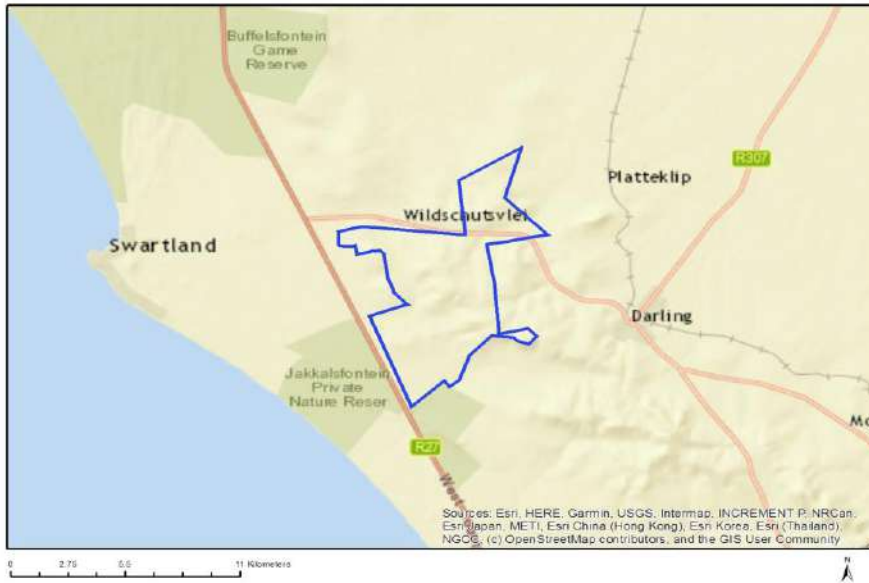 Buffelsfontein
Game
Reserve
R307
Platteklip
Wildschutsvlei
Swartland
Darling
Jakkalsfontein
Private
Nature Reser
Mo
R27
West
Sources: Esri, HERE, Garmin, USGS, Intermap, INCREMENT P, NRCan,
Esri Japan, METI, Esri China (Hong Kong), Esri Korea, Esri (Thailand),
NGCC, (c) OpenStreetMap contributors, and the GIS User Community
0 2.75 5.5 11 Kilometers
N